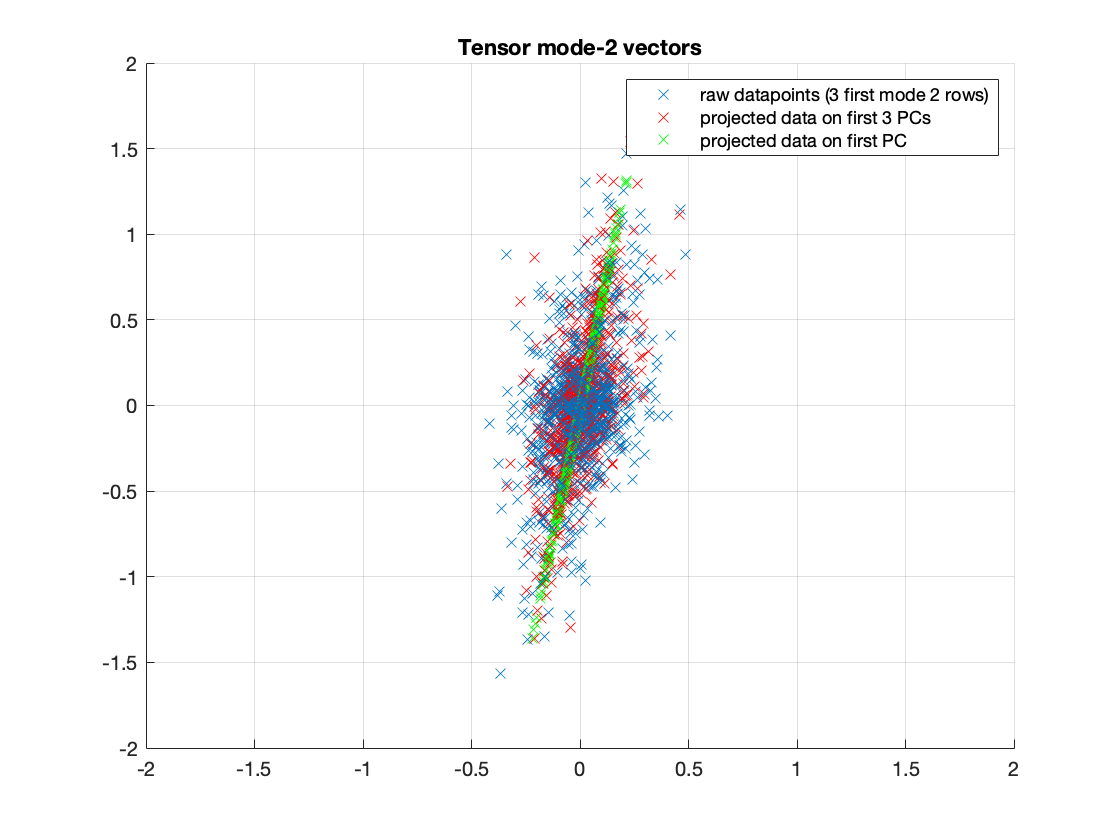 Tensor mode-2 vectors
raw datapoints (3 first mode 2 rows)
projected data on first 3 PCs
projected data on first PC
2
1.5
1
0.5
0
-0.5
-1
-1.5
-2
-2 -1.5 -1 -0.5 0 0.5 1 1.5 2